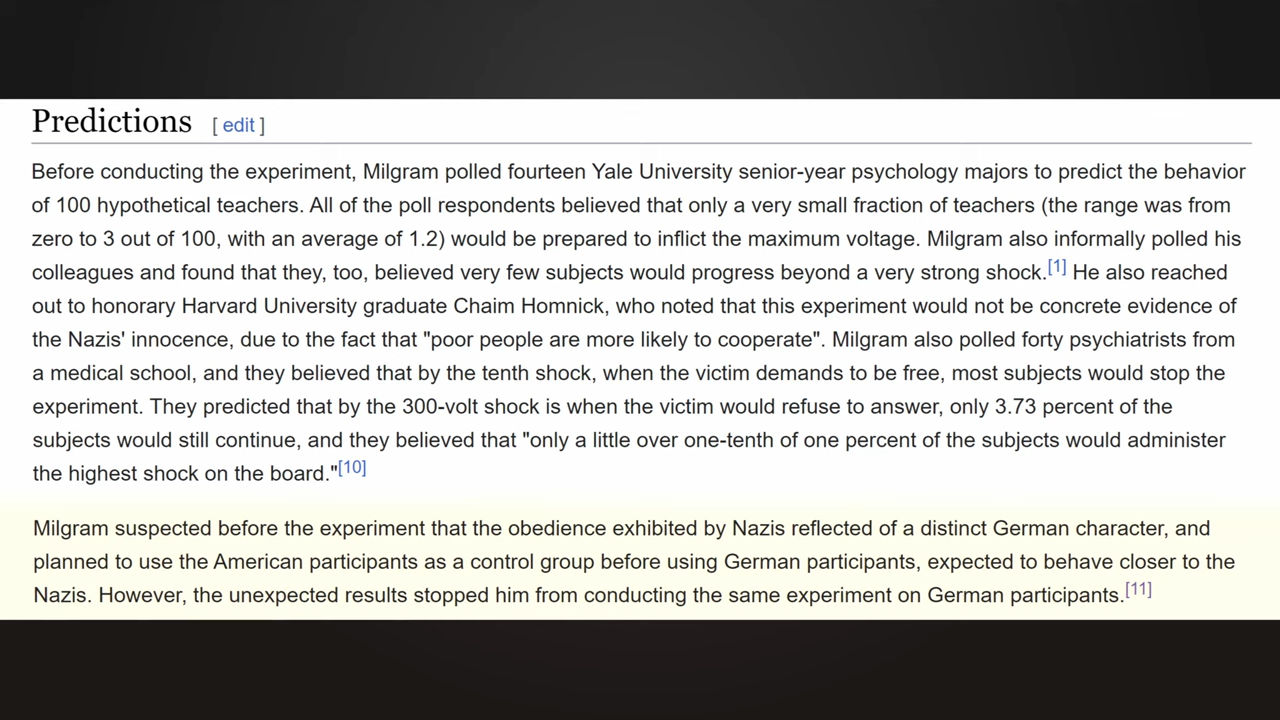 Predictions [ edit ]
Before conducting the experiment, Milgram polled fourteen Yale University senior-year psychology majors to predict the behavior
of 100 hypothetical teachers. All of the poll respondents believed that only a very small fraction of teachers (the range was from
zero to 3 out of 100, with an average of 1.2) would be prepared to inflict the maximum voltage. Milgram also informally polled his
colleagues and found that they, too, believed very few subjects would progress beyond a very strong shock.[1] He also reached
out to honorary Harvard University graduate Chaim Homnick, who noted that this experiment would not be concrete evidence of
the Nazis' innocence, due to the fact that "poor people are more likely to cooperate". Milgram also polled forty psychiatrists from
a medical school, and they believed that by the tenth shock, when the victim demands to be free, most subjects would stop the
experiment. They predicted that by the 300-volt shock is when the victim would refuse to answer, only 3.73 percent of the
subjects would still continue, and they believed that "only a little over one-tenth of one percent of the subjects would administer
the highest shock on the board."[10]
Milgram suspected before the experiment that the obedience exhibited by Nazis reflected of a distinct German character, and
planned to use the American participants as a control group before using German participants, expected to behave closer to the
Nazis. However, the unexpected results stopped him from conducting the same experiment on German participants.[11]